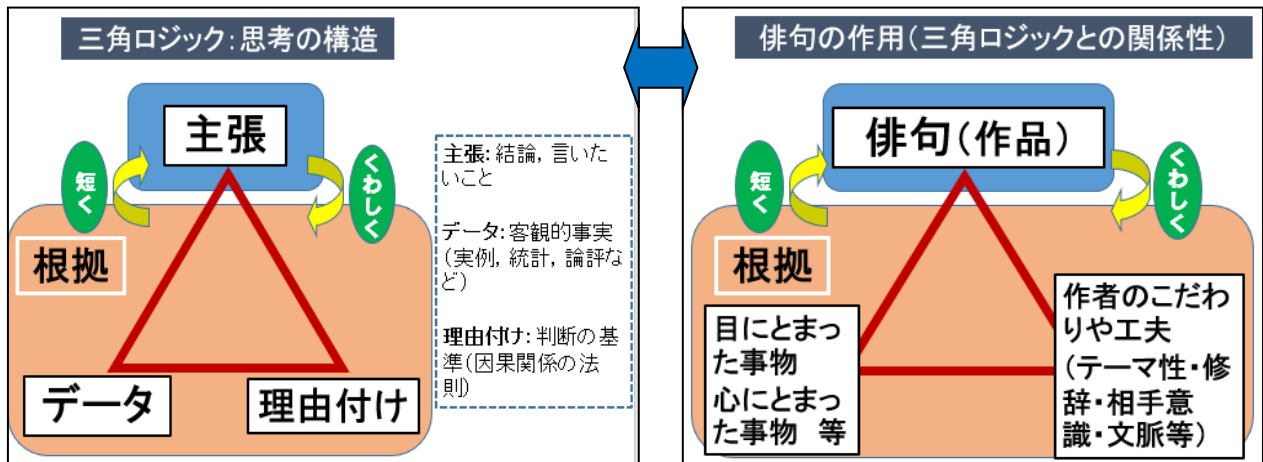 三角ロジック：思考の構造
主張
短く
くわしく
根拠
データ
理由付け
主張：結論，言いた
いこと
データ：客観的事実
（実例，統計，論評な
ど）
理由付け：判断の基
準（因果関係の法
則）
俳句の作用（三角ロジックとの関係性）
俳句（作品）
短く
くわしく
根拠
目にとまっ
た事物
心にとまっ
た事物　等
作者のこだわ
りや工夫
（テーマ性・修
辞・相手意
識・文脈等）